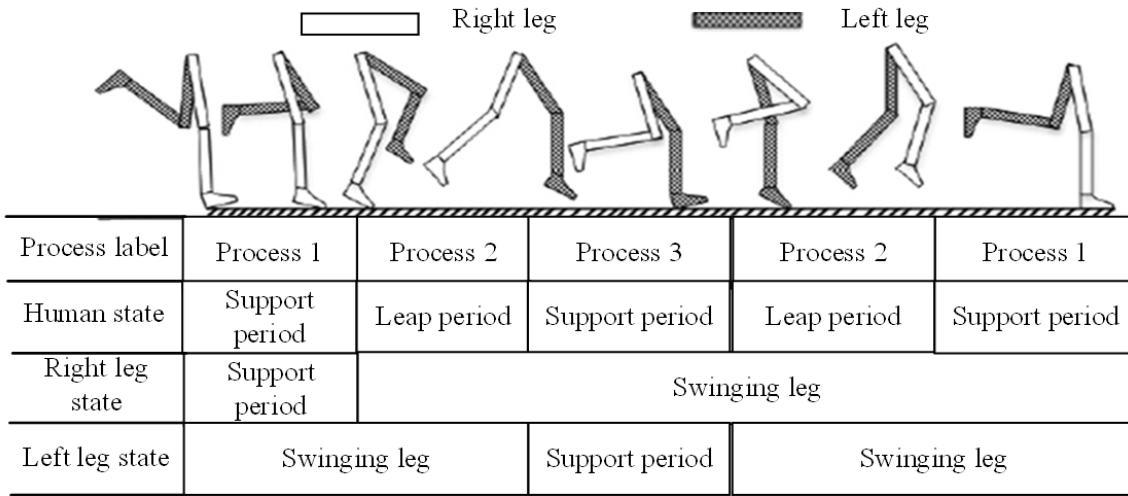 Right leg
Left leg
Process label
Process 1
Process 2
Process 3
Process 2
Process 1
Human state
Support
period
Leap period
Support period
Leap period
Support period
Right leg
state
Support
period
Swinging leg
Left leg state
Swinging leg
Support period
Swinging leg